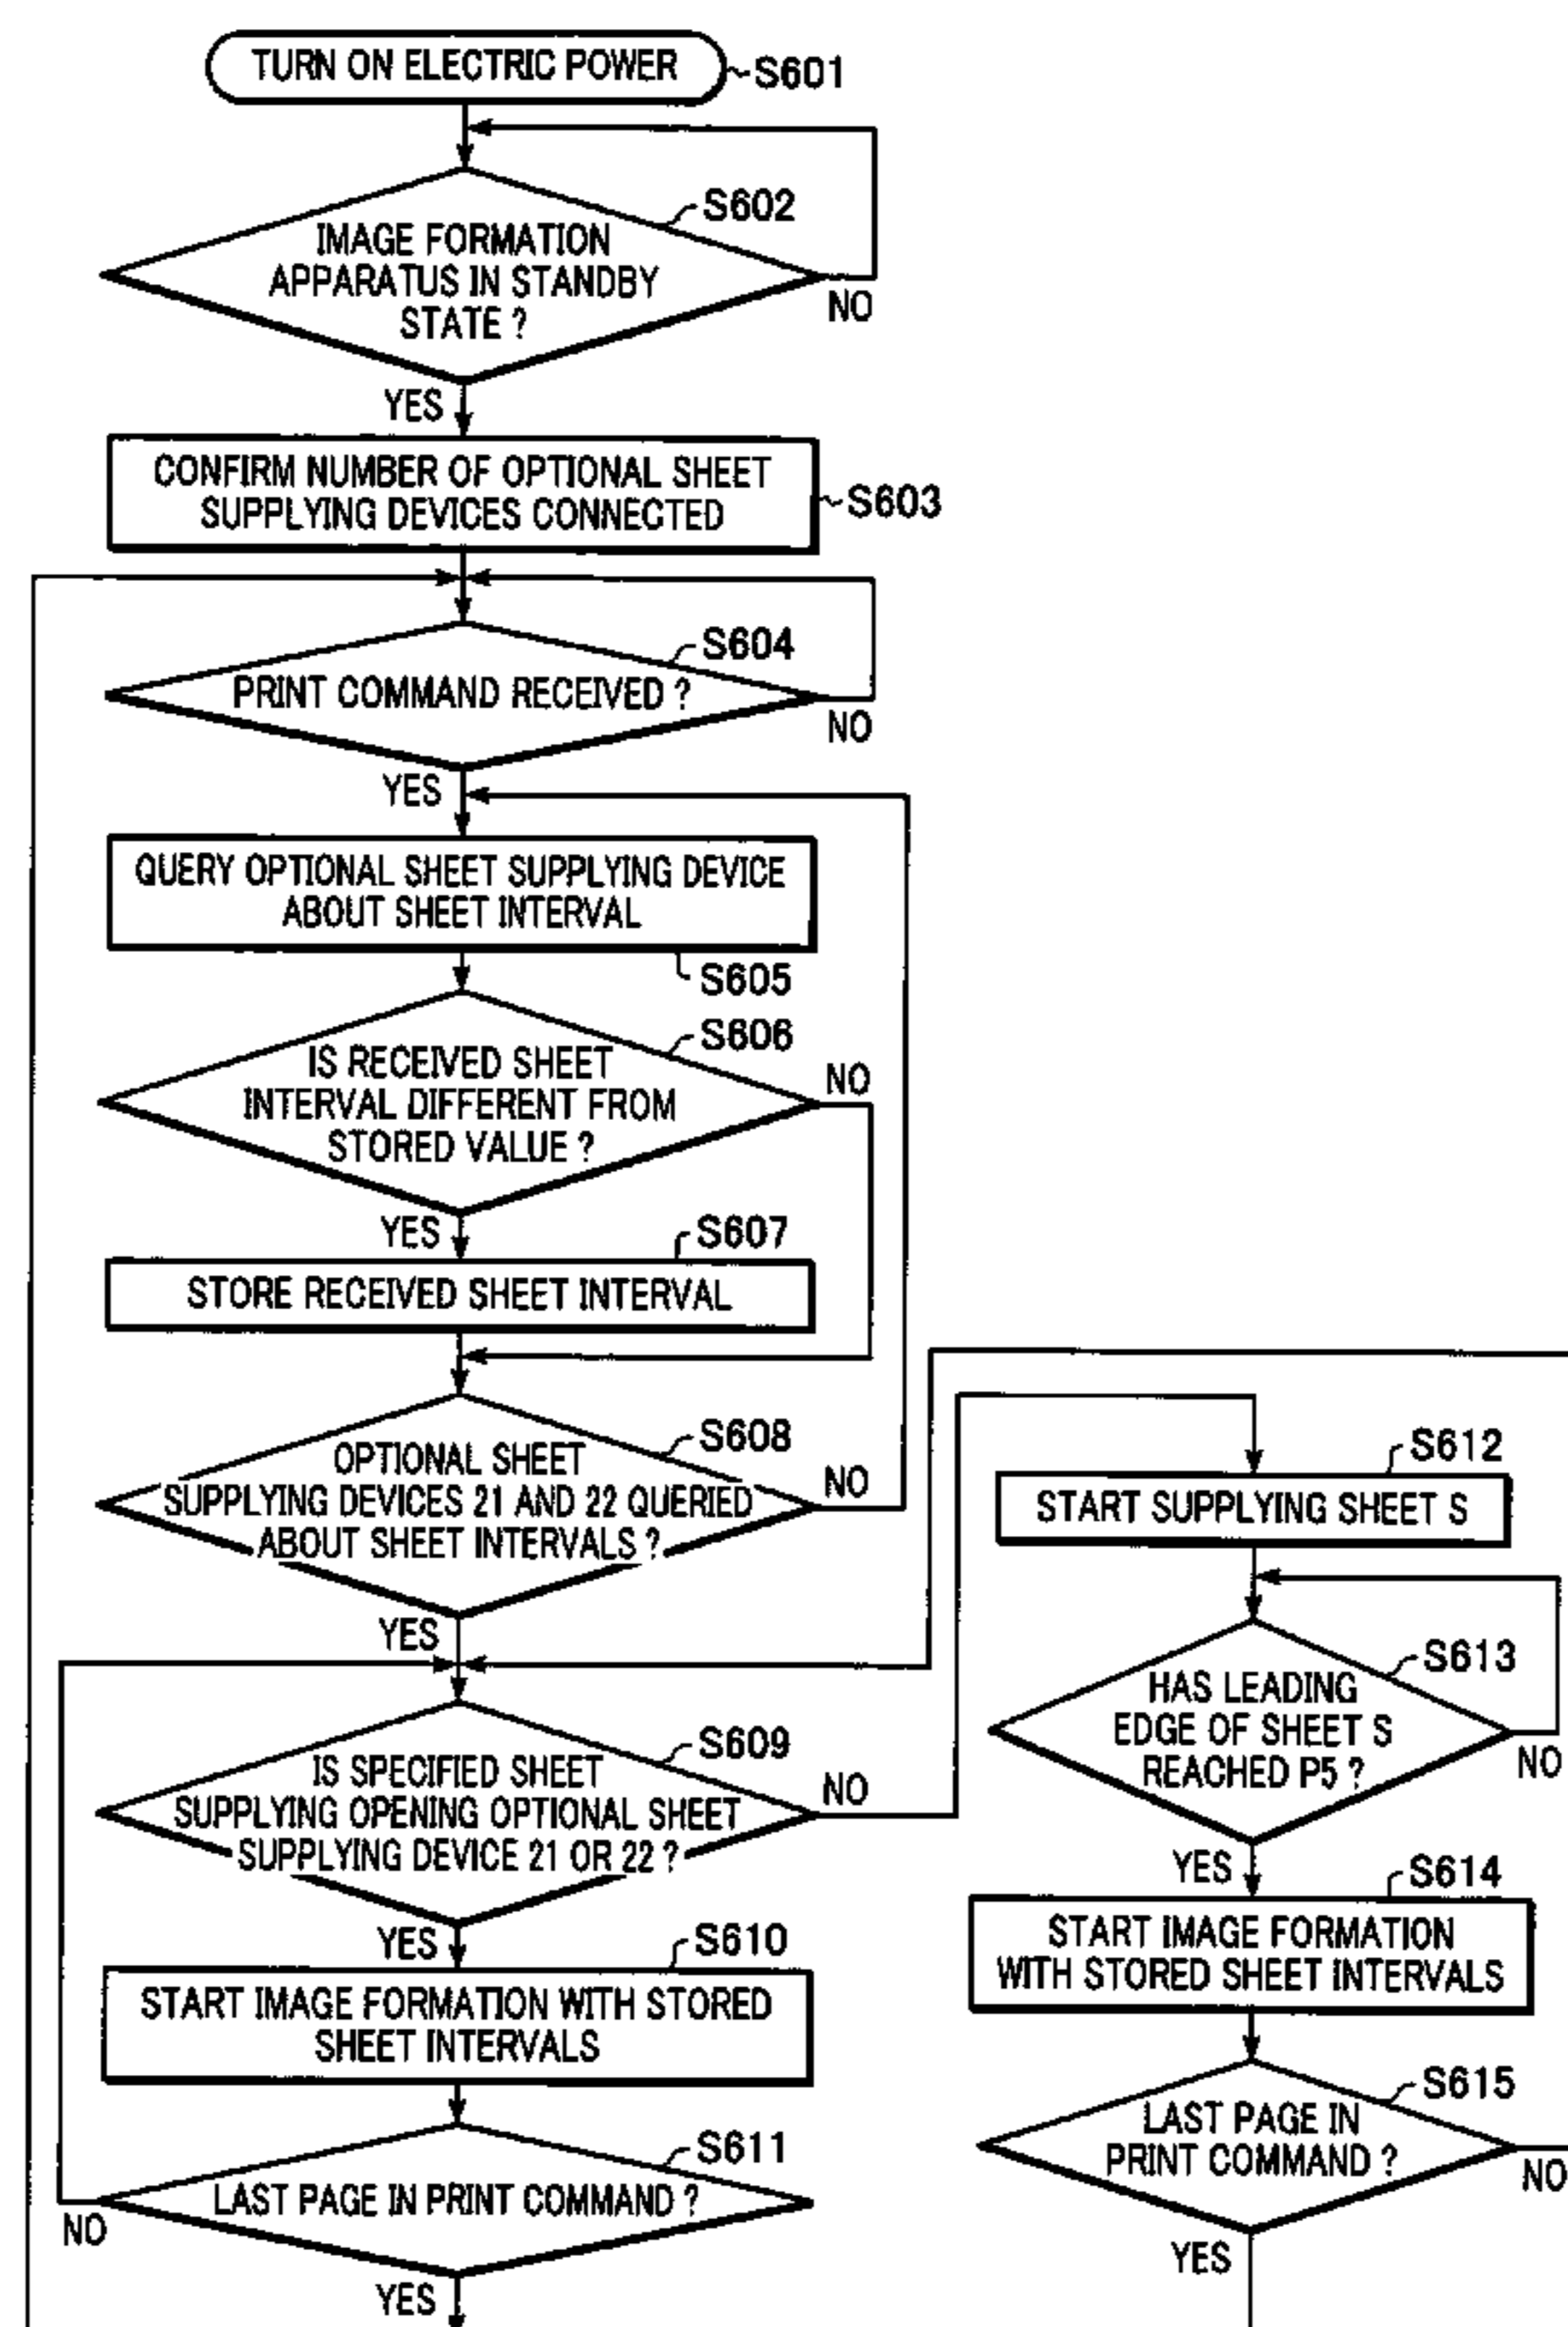 TURN ON ELECTRIC POWER
S601
S602
IMAGE FORMATION
APPARATUS IN STANDBY
STATE ?
NO
YES
CONFIRM NUMBER OF OPTIONAL SHEET
SUPPLYING DEVICES CONNECTED
S603
S604
PRINT COMMAND RECEIVED ?
NO
YES
QUERY OPTIONAL SHEET SUPPLYING DEVICE
ABOUT SHEET INTERVAL
S605
S606
IS RECEIVED SHEET
INTERVAL DIFFERENT FROM
STORED VALUE ?
NO
YES
S607
STORE RECEIVED SHEET INTERVAL
S608
OPTIONAL SHEET
SUPPLYING DEVICES 21 AND 22 QUERIED
ABOUT SHEET INTERVALS ?
NO
YES
S609
IS SPECIFIED SHEET
SUPPLYING OPENING OPTIONAL SHEET
SUPPLYING DEVICE 21 OR 22 ?
NO
YES
S610
START IMAGE FORMATION WITH STORED
SHEET INTERVALS
S611
LAST PAGE IN PRINT COMMAND ?
NO
YES
S612
START SUPPLYING SHEET S
S613
HAS LEADING
EDGE OF SHEET S
REACHED P5 ?
NO
YES
S614
START IMAGE FORMATION
WITH STORED SHEET INTERVALS
S615
LAST PAGE IN
PRINT COMMAND ?
NO
YES